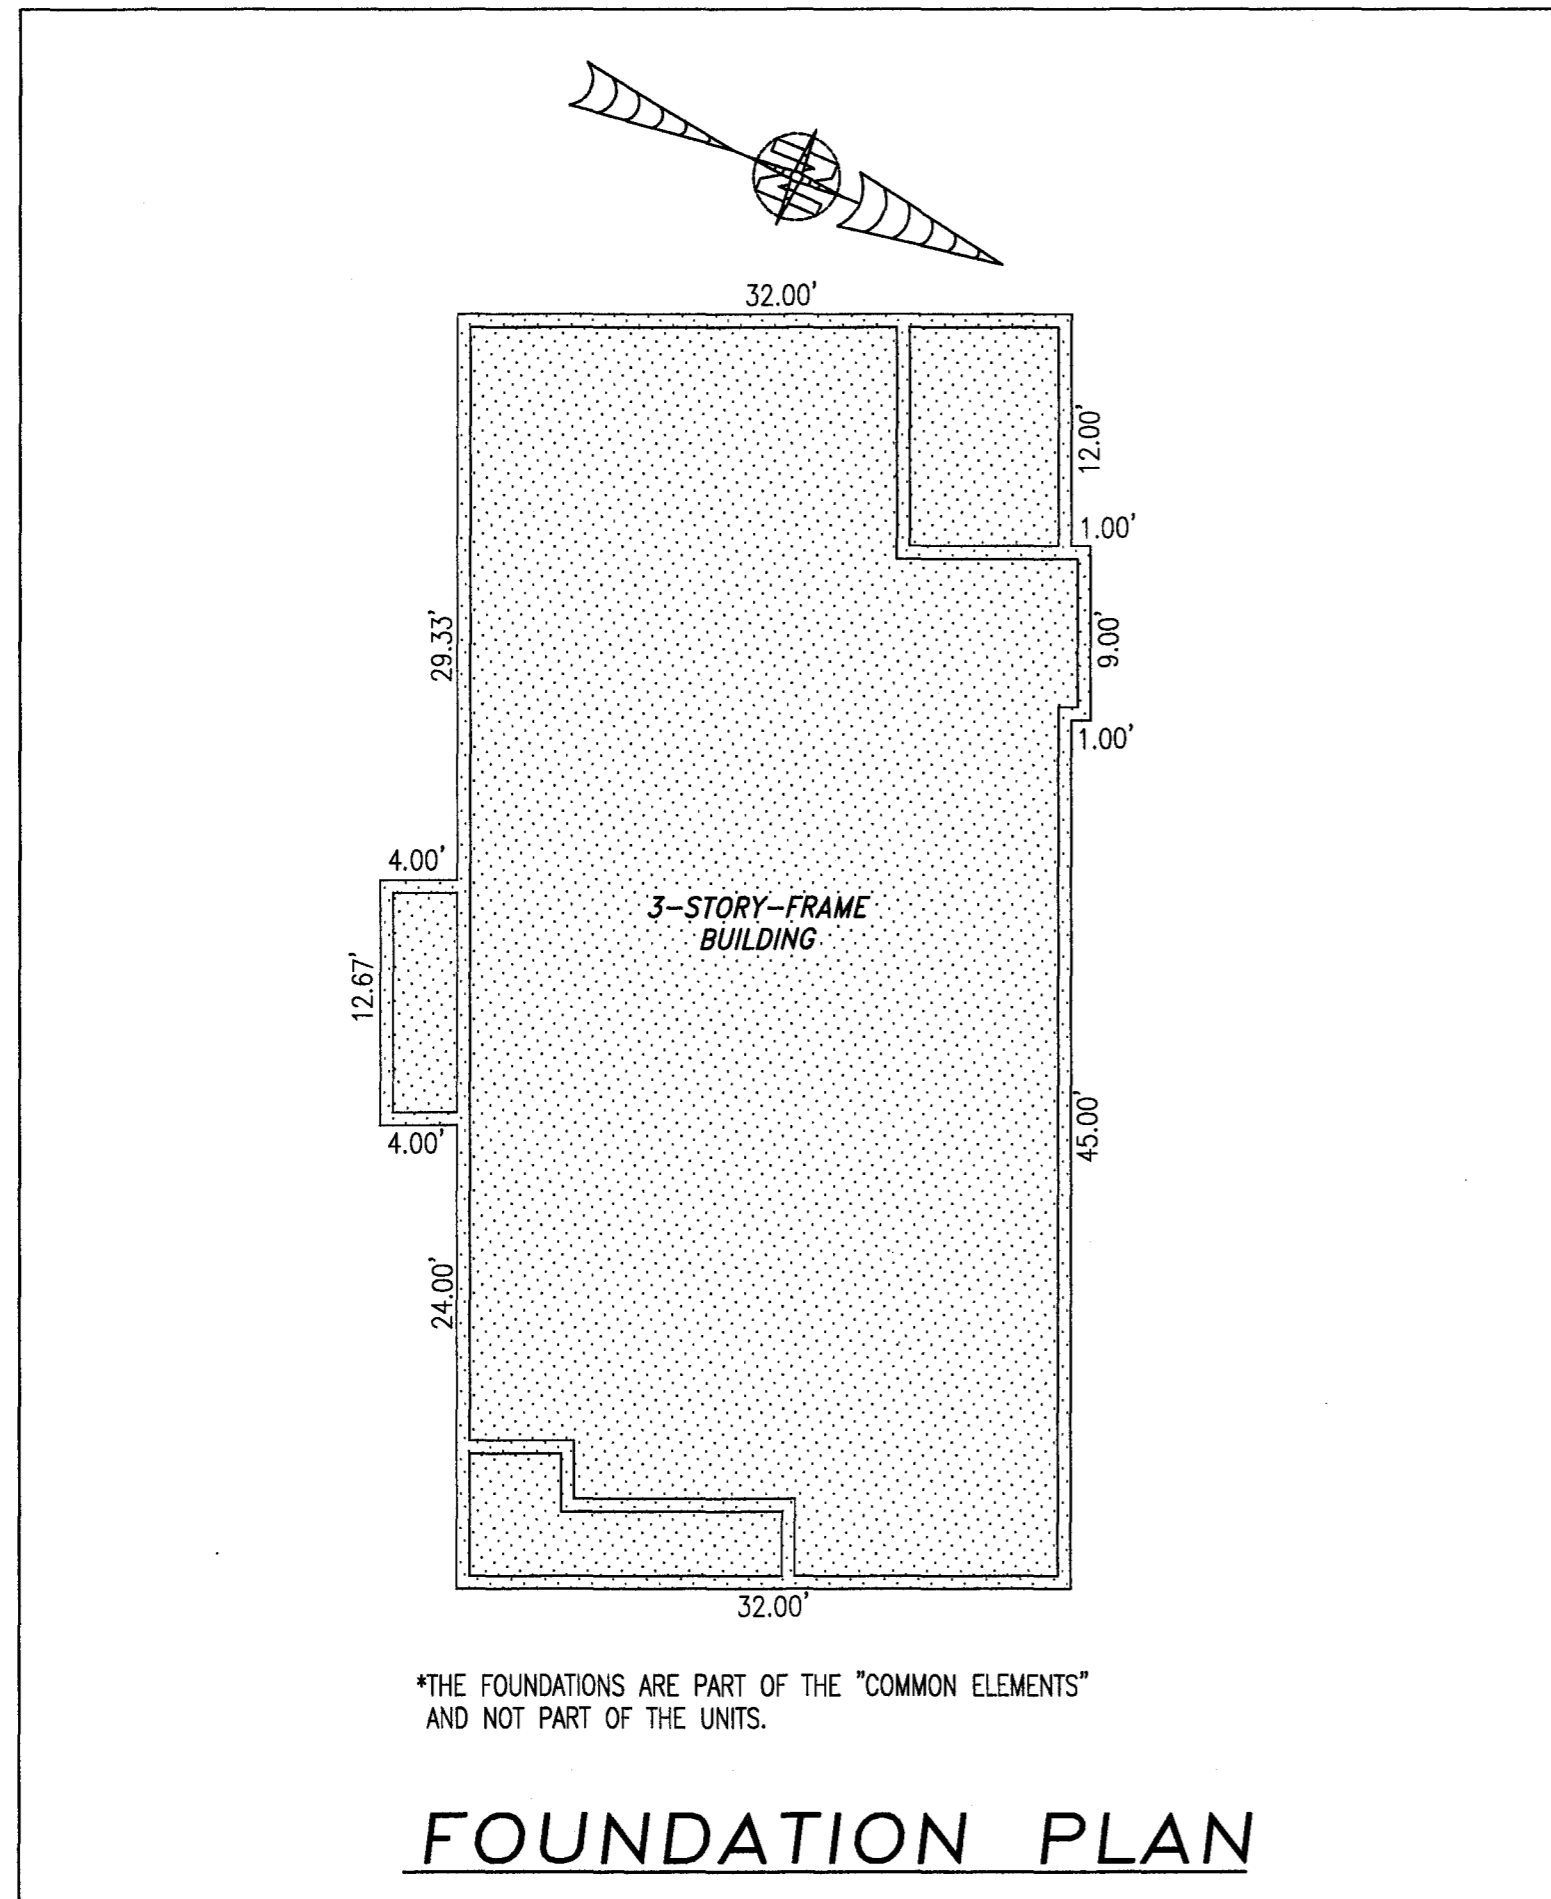 N
32.00'
12.00'
1.00'
29.33'
9.00'
1.00'
4.00'
3-STORY-FRAME
BUILDING
12.67'
45.00'
4.00'
24.00'
32.00'
*THE FOUNDATIONS ARE PART OF THE "COMMON ELEMENTS"
AND NOT PART OF THE UNITS.
FOUNDATION PLAN